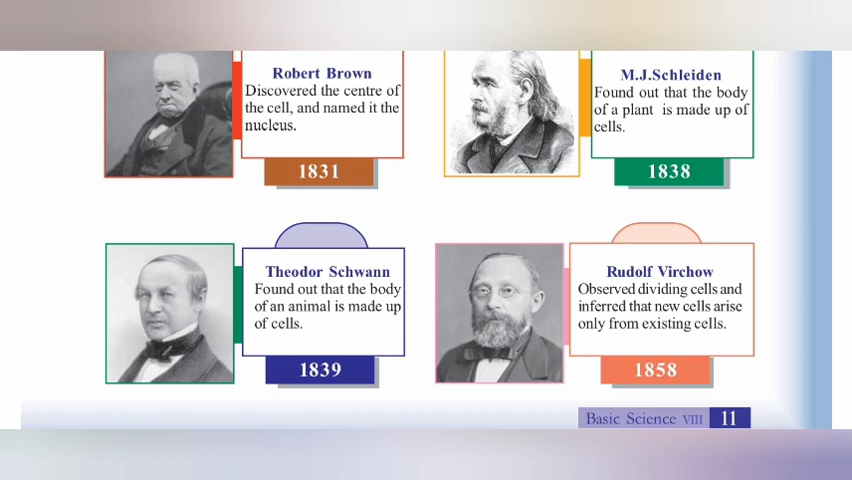 Robert Brown
Discovered the centre of
the cell, and named it the
nucleus.
1831
M.J.Schleiden
Found out that the body
of a plant is made up of
cells.
1838
Theodor Schwann
Found out that the body
of an animal is made up
of cells.
1839
Rudolf Virchow
Observed dividing cells and
inferred that new cells arise
only from existing cells.
1858
Basic Science VIII 11